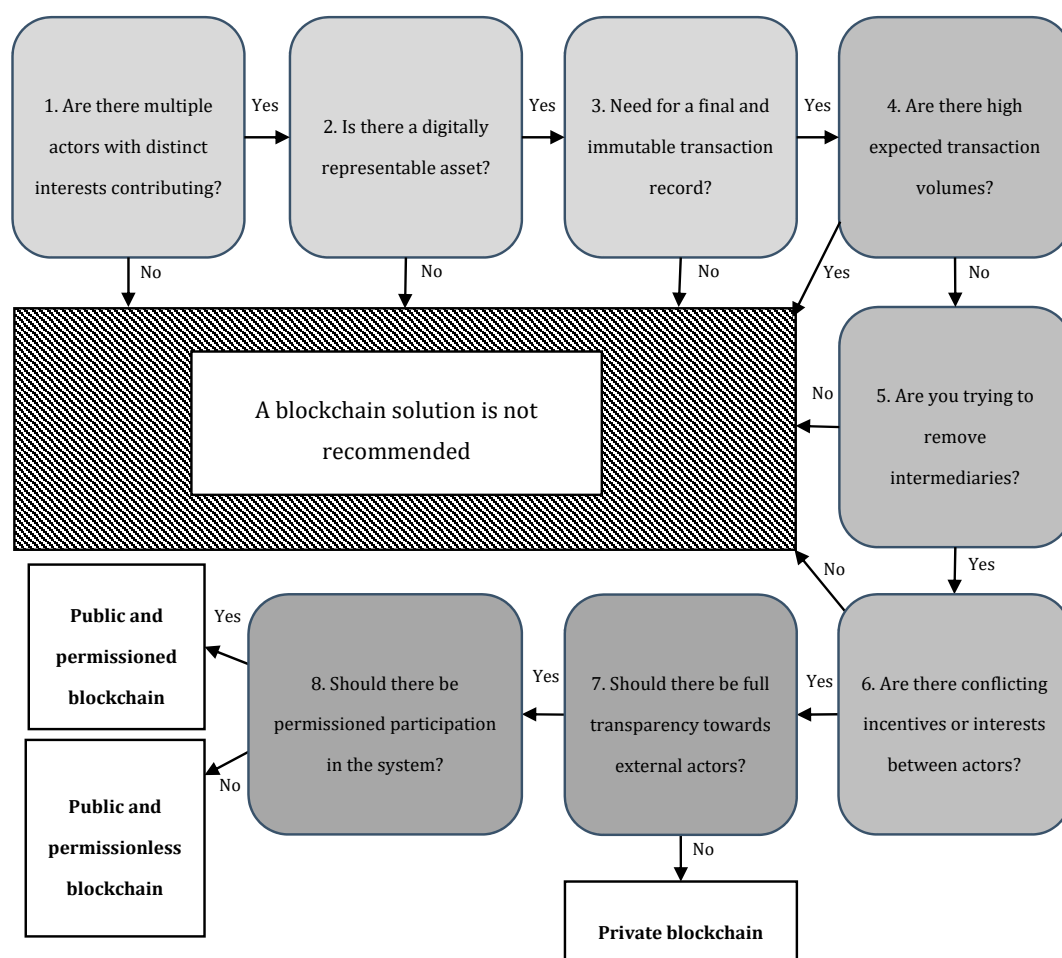 1. Are there multiple
actors with distinct
interests contributing?
Yes
2. Is there a digitally
representable asset?
Yes
3. Need for a final and
immutable transaction
record?
Yes
4. Are there high
expected transaction
volumes?
No
No
No
Yes
No
A blockchain solution is not
recommended
No
5. Are you trying to
remove
intermediaries?
No
Yes
Public and
permissioned
blockchain
Yes
8. Should there be
permissioned participation
in the system?
Yes
7. Should there be full
transparency towards
external actors?
Yes
6. Are there conflicting
incentives or interests
between actors?
No
Public and
permissionless
blockchain
No
Private blockchain